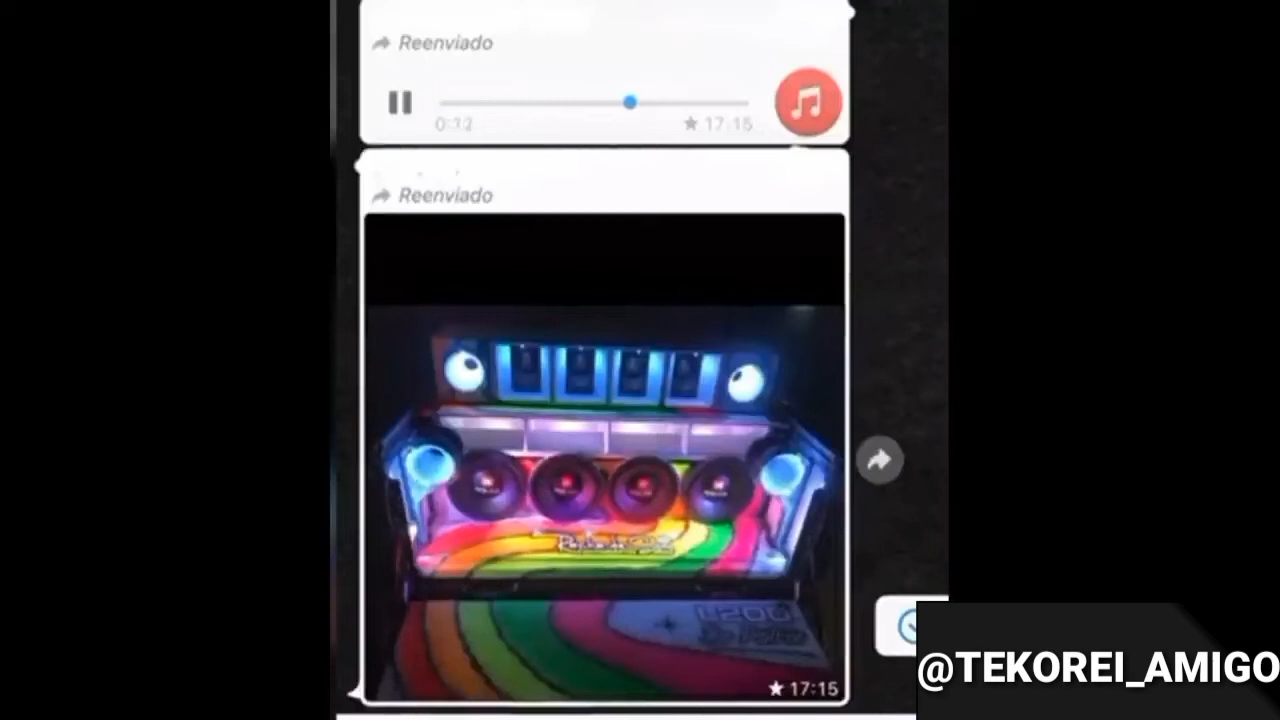 Reenviado
0:12
★ 17:15
Reenviado
★ 17:15
@TEKOREI_AMIGO